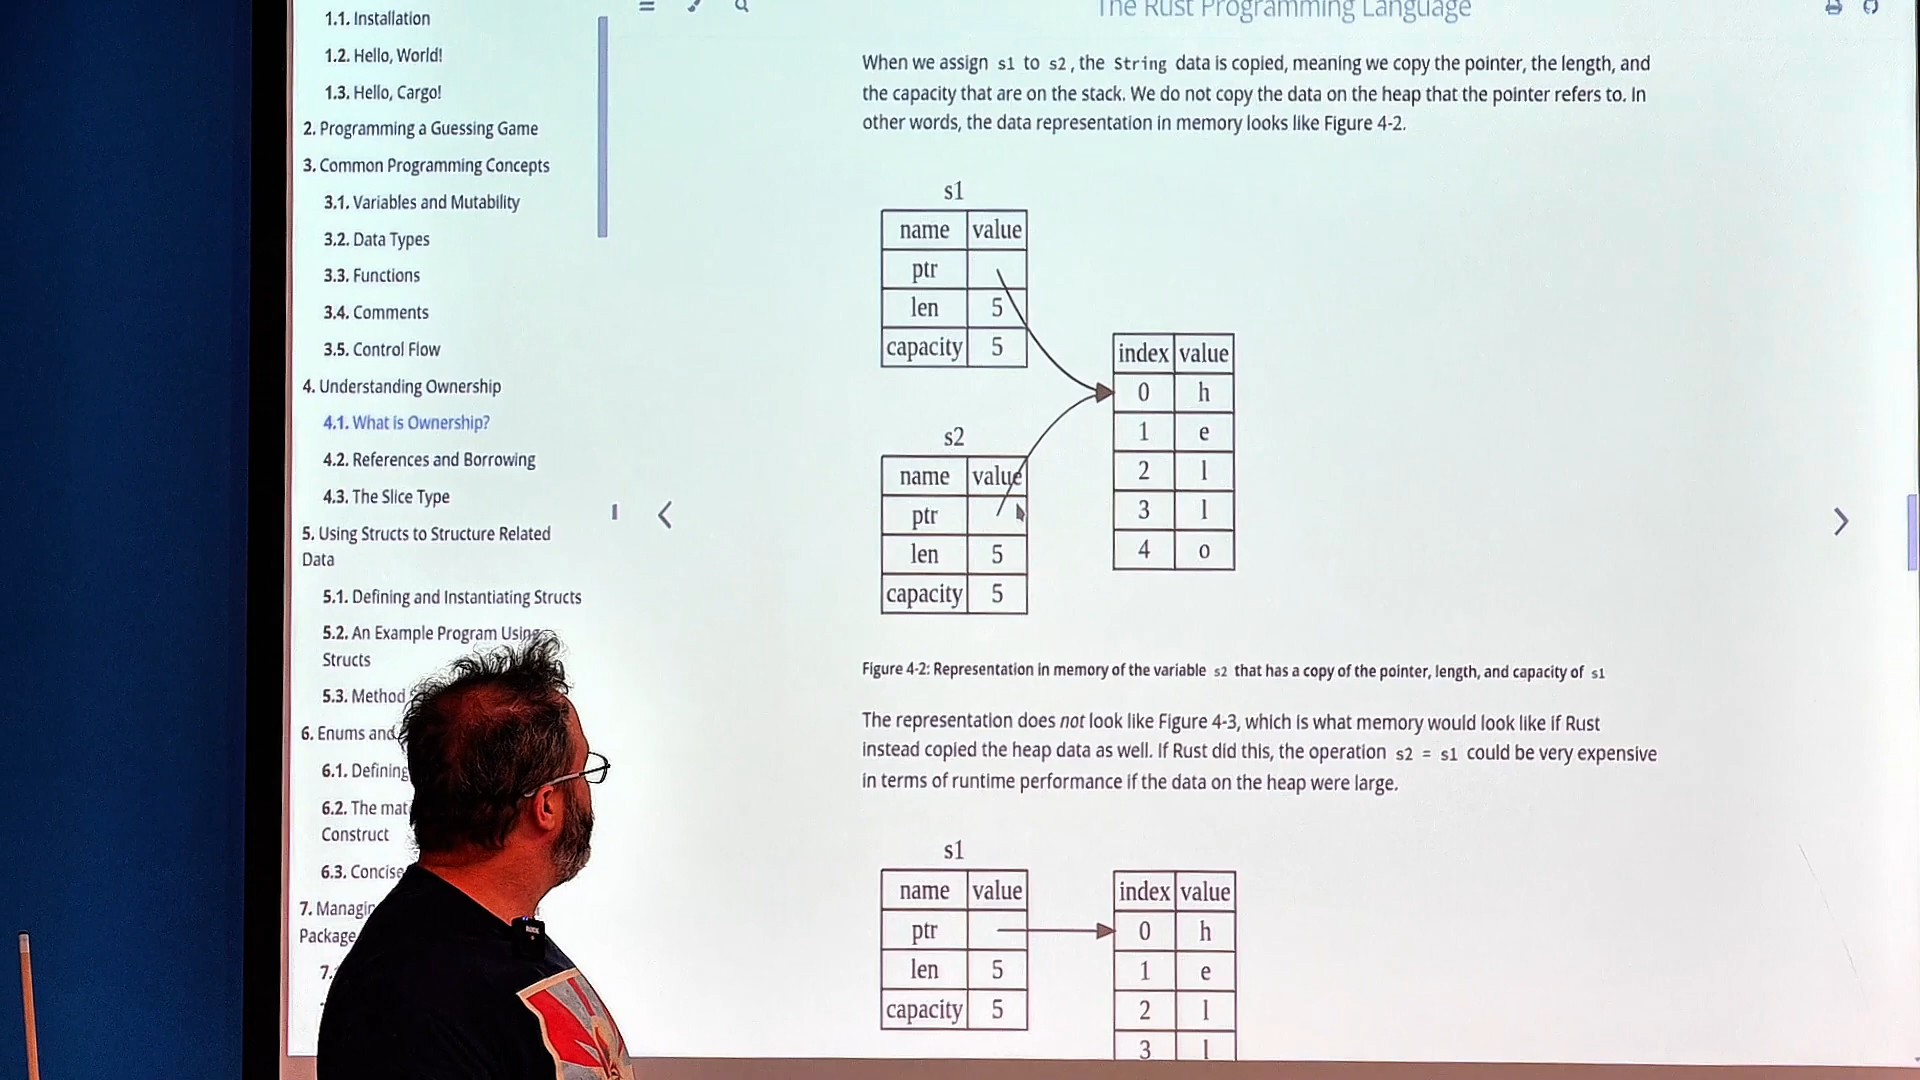 1.1. Installation
1.2. Hello, World!
1.3. Hello, Cargo!
2. Programming a Guessing Game
3. Common Programming Concepts
3.1. Variables and Mutability
3.2. Data Types
3.3. Functions
3.4. Comments
3.5. Control Flow
4. Understanding Ownership
4.1. What is Ownership?
4.2. References and Borrowing
4.3. The Slice Type
5. Using Structs to Structure Related
Data
5.1. Defining and Instantiating Structs
5.2. An Example Program Using
Structs
5.3. Method
6. Enums and
6.1. Defining
6.2. The mat
Construct
6.3. Concise
7. Managin
Package
7.
The Rust Programming Language
When we assign s1 to s2, the String data is copied, meaning we copy the pointer, the length, and
the capacity that are on the stack. We do not copy the data on the heap that the pointer refers to. In
other words, the data representation in memory looks like Figure 4-2.
s1
name value
ptr
len 5
capacity 5
index value
0 h
1 e
2 l
3 l
4 o
s2
name value
ptr
len 5
capacity 5
Figure 4-2: Representation in memory of the variable s2 that has a copy of the pointer, length, and capacity of s1
The representation does not look like Figure 4-3, which is what memory would look like if Rust
instead copied the heap data as well. If Rust did this, the operation s2 = s1 could be very expensive
in terms of runtime performance if the data on the heap were large.
s1
name value
ptr
len 5
capacity 5
index value
0 h
1 e
2 l
3 l